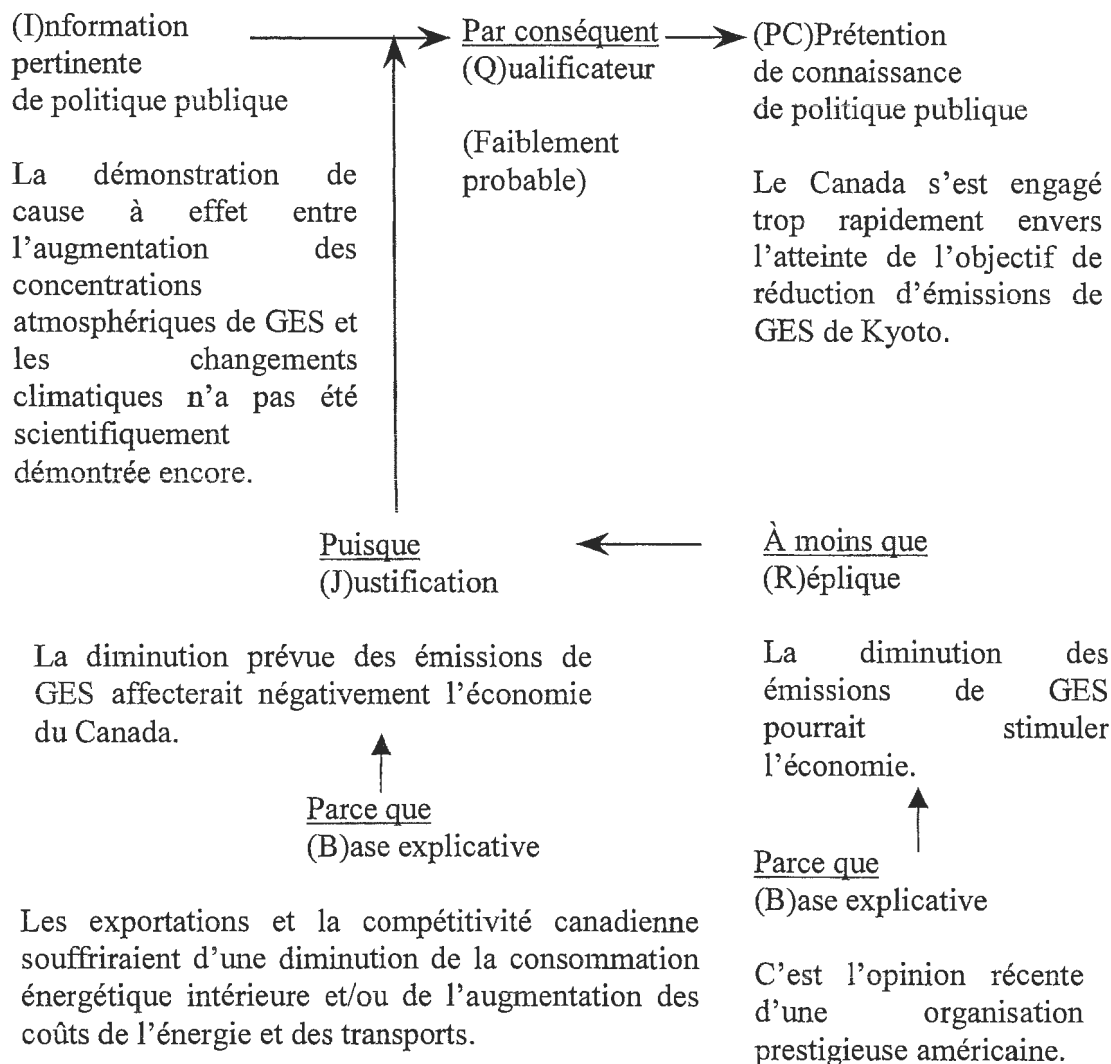 (I)nformation
pertinente
de politique publique
La démonstration de
cause à effet entre
l'augmentation des
concentrations
atmosphériques de GES et
les changements
climatiques n'a pas été
scientifiquement
démontrée encore.
Par conséquent
(Q)ualificateur
(Faiblement
probable)
(PC)Prétention
de connaissance
de politique publique
Le Canada s'est engagé
trop rapidement envers
l'atteinte de l'objectif de
réduction d'émissions de
GES de Kyoto.
Puisque
(J)ustification
La diminution prévue des émissions de
GES affecterait négativement l'économie
du Canada.
Parce que
(B)ase explicative
Les exportations et la compétitivité canadienne
souffriraient d'une diminution de la consommation
énergétique intérieure et/ou de l'augmentation des
coûts de l'énergie et des transports.
À moins que
(R)éplique
La diminution des
émissions de GES
pourrait stimuler
l'économie.
Parce que
(B)ase explicative
C'est l'opinion récente
d'une organisation
prestigieuse américaine.